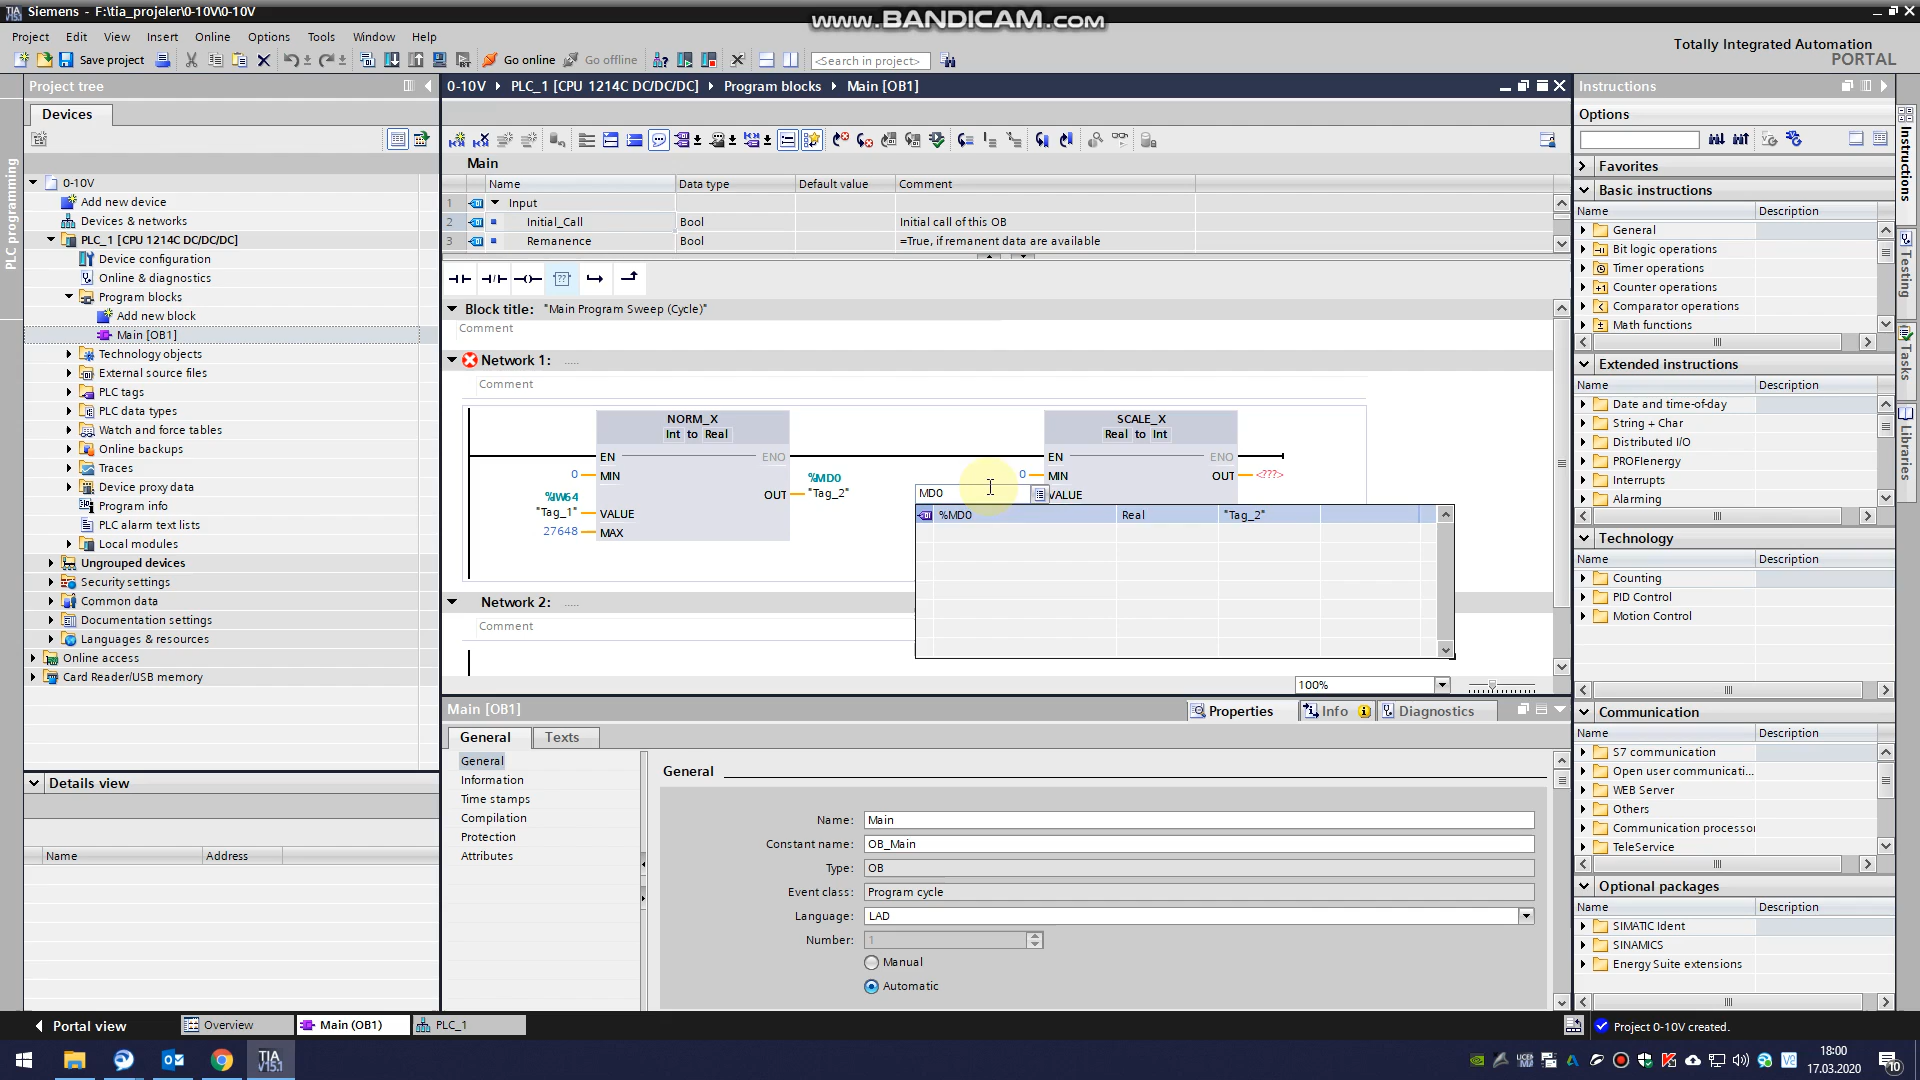 Siemens - F:\tia_projeler\0-10V\0-10V
www.BANDICAM.com
Project Edit View Insert Online Options Tools Window Help
Totally Integrated Automation
PORTAL
Save project
Go online
Go offline
<Search in project>
Project tree
0-10V PLC_1 [CPU 1214C DC/DC/DC] Program blocks Main [OB1]
Instructions
Devices
Options
PLC programming
0-10V
Add new device
Devices & networks
PLC_1 [CPU 1214C DC/DC/DC]
Device configuration
Online & diagnostics
Program blocks
Add new block
Main [OB1]
Technology objects
External source files
PLC tags
PLC data types
Watch and force tables
Online backups
Traces
Device proxy data
Program info
PLC alarm text lists
Local modules
Ungrouped devices
Security settings
Common data
Documentation settings
Languages & resources
Online access
Card Reader/USB memory
Details view
Name Address
Main
Name Data type Default value Comment
1 Input
2 Initial_Call Bool Initial call of this OB
3 Remanence Bool =True, if remanent data are available
Block title: "Main Program Sweep (Cycle)"
Comment
Network 1: .....
Comment
NORM_X
Int to Real
EN ENO
0 MIN
%MD0
OUT "Tag_2"
%IW64
"Tag_1" VALUE
27648 MAX
SCALE_X
Real to Int
EN ENO
0 MIN OUT <???>
MD0 VALUE
%MD0 Real "Tag_2"
Network 2: .....
Comment
100%
Main [OB1]
Properties Info Diagnostics
General Texts
General
Information
Time stamps
Compilation
Protection
Attributes
General
Name: Main
Constant name: OB_Main
Type: OB
Event class: Program cycle
Language: LAD
Number: 1
Manual
Automatic
Favorites
Basic instructions
Name Description
General
Bit logic operations
Timer operations
Counter operations
Comparator operations
Math functions
Extended instructions
Name Description
Date and time-of-day
String + Char
Distributed I/O
PROFIenergy
Interrupts
Alarming
Technology
Name Description
Counting
PID Control
Motion Control
Communication
Name Description
S7 communication
Open user communicati...
WEB Server
Others
Communication processor
TeleService
Optional packages
Name Description
SIMATIC Ident
SINAMICS
Energy Suite extensions
Instructions
Testing
Tasks
Libraries
Portal view
Overview
Main (OB1)
PLC_1
Project 0-10V created.
TIA
V15.1
18:00
17.03.2020
10